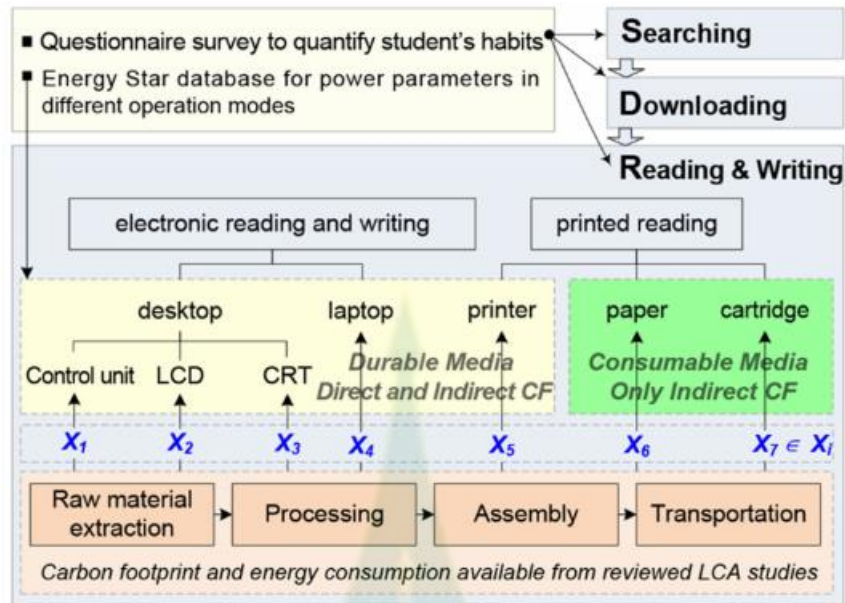 ■ Questionnaire survey to quantify student's habits
■ Energy Star database for power parameters in
different operation modes
Searching
Downloading
Reading & Writing
electronic reading and writing
printed reading
desktop
laptop
printer
paper
cartridge
Control unit
LCD
CRT
Durable Media
Direct and Indirect CF
Consumable Media
Only Indirect CF
X1
X2
X3
X4
X5
X6
X7 ∈ Xi
Raw material
extraction
Processing
Assembly
Transportation
Carbon footprint and energy consumption available from reviewed LCA studies